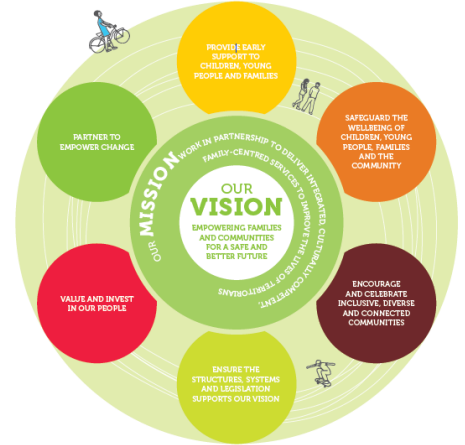 PROVIDE EARLY
SUPPORT TO
CHILDREN, YOUNG
PEOPLE AND FAMILIES
SAFEGUARD THE
WELLBEING OF
CHILDREN, YOUNG
PEOPLE, FAMILIES
AND THE
COMMUNITY
ENCOURAGE
AND CELEBRATE
INCLUSIVE, DIVERSE
AND CONNECTED
COMMUNITIES
ENSURE THE
STRUCTURES, SYSTEMS
AND LEGISLATION
SUPPORTS OUR VISION
VALUE AND INVEST
IN OUR PEOPLE
PARTNER TO
EMPOWER CHANGE
OUR MISSION WORK IN PARTNERSHIP TO DELIVER INTEGRATED, CULTURALLY COMPETENT,
FAMILY-CENTRED SERVICES TO IMPROVE THE LIVES OF TERRITORIANS
OUR
VISION
EMPOWERING FAMILIES
AND COMMUNITIES
FOR A SAFE AND
BETTER FUTURE